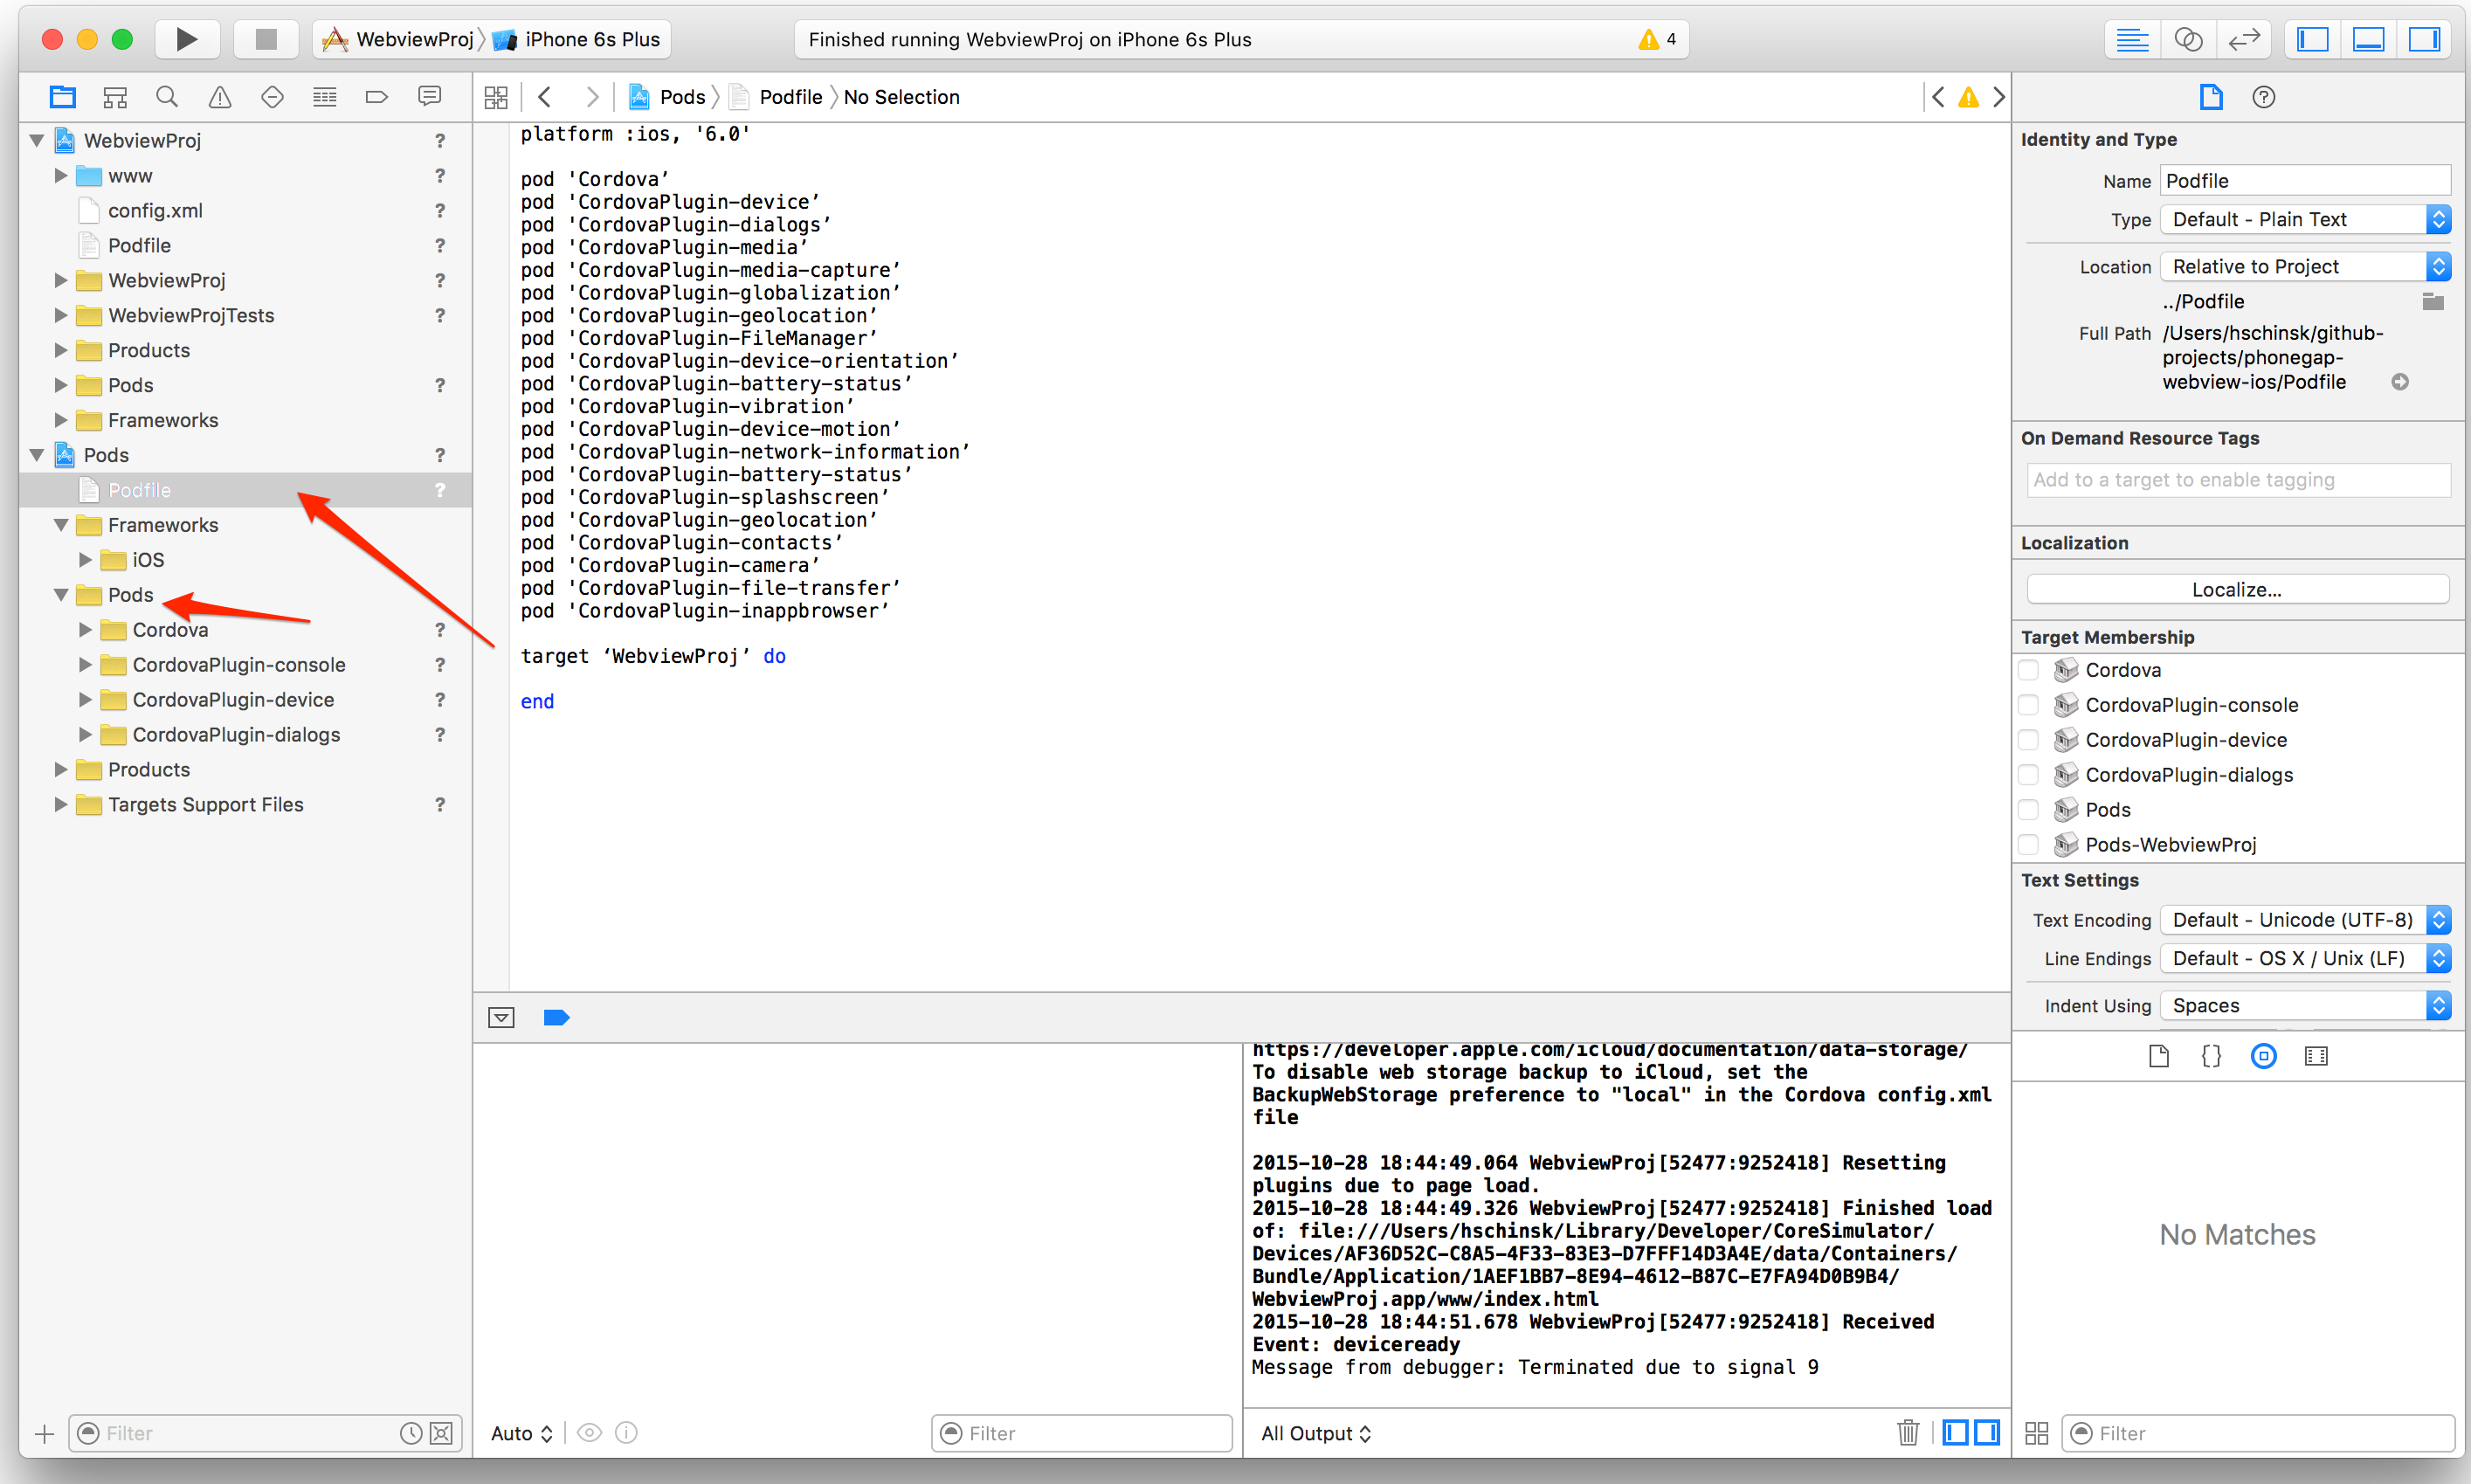 WebviewProj
iPhone 6s Plus
Finished running WebviewProj on iPhone 6s Plus
4
Pods
Podfile
No Selection
WebviewProj ?
www ?
config.xml ?
Podfile ?
WebviewProj ?
WebviewProjTests ?
Products
Pods ?
Frameworks
Pods ?
Podfile ?
Frameworks
iOS
Pods
Cordova ?
CordovaPlugin-console ?
CordovaPlugin-device ?
CordovaPlugin-dialogs ?
Products
Targets Support Files ?
Filter
platform :ios, '6.0'
pod 'Cordova’
pod 'CordovaPlugin-device’
pod 'CordovaPlugin-dialogs’
pod 'CordovaPlugin-media’
pod 'CordovaPlugin-media-capture’
pod 'CordovaPlugin-globalization’
pod 'CordovaPlugin-geolocation’
pod 'CordovaPlugin-FileManager’
pod 'CordovaPlugin-device-orientation’
pod 'CordovaPlugin-battery-status’
pod 'CordovaPlugin-vibration’
pod 'CordovaPlugin-device-motion’
pod 'CordovaPlugin-network-information’
pod 'CordovaPlugin-battery-status’
pod 'CordovaPlugin-splashscreen’
pod 'CordovaPlugin-geolocation’
pod 'CordovaPlugin-contacts’
pod 'CordovaPlugin-camera’
pod 'CordovaPlugin-file-transfer’
pod 'CordovaPlugin-inappbrowser’
target ‘WebviewProj’ do
end
Auto
Filter
https://developer.apple.com/icloud/documentation/data-storage/
To disable web storage backup to iCloud, set the
BackupWebStorage preference to "local" in the Cordova config.xml
file
2015-10-28 18:44:49.064 WebviewProj[52477:9252418] Resetting
plugins due to page load.
2015-10-28 18:44:49.326 WebviewProj[52477:9252418] Finished load
of: file:///Users/hschinsk/Library/Developer/CoreSimulator/
Devices/AF36D52C-C8A5-4F33-83E3-D7FFF14D3A4E/data/Containers/
Bundle/Application/1AEF1BB7-8E94-4612-B87C-E7FA94D0B9B4/
WebviewProj.app/www/index.html
2015-10-28 18:44:51.678 WebviewProj[52477:9252418] Received
Event: deviceready
Message from debugger: Terminated due to signal 9
All Output
Identity and Type
Name Podfile
Type Default - Plain Text
Location Relative to Project
../Podfile
Full Path /Users/hschinsk/github-
projects/phonegap-
webview-ios/Podfile
On Demand Resource Tags
Add to a target to enable tagging
Localization
Localize...
Target Membership
Cordova
CordovaPlugin-console
CordovaPlugin-device
CordovaPlugin-dialogs
Pods
Pods-WebviewProj
Text Settings
Text Encoding Default - Unicode (UTF-8)
Line Endings Default - OS X / Unix (LF)
Indent Using Spaces
No Matches
Filter